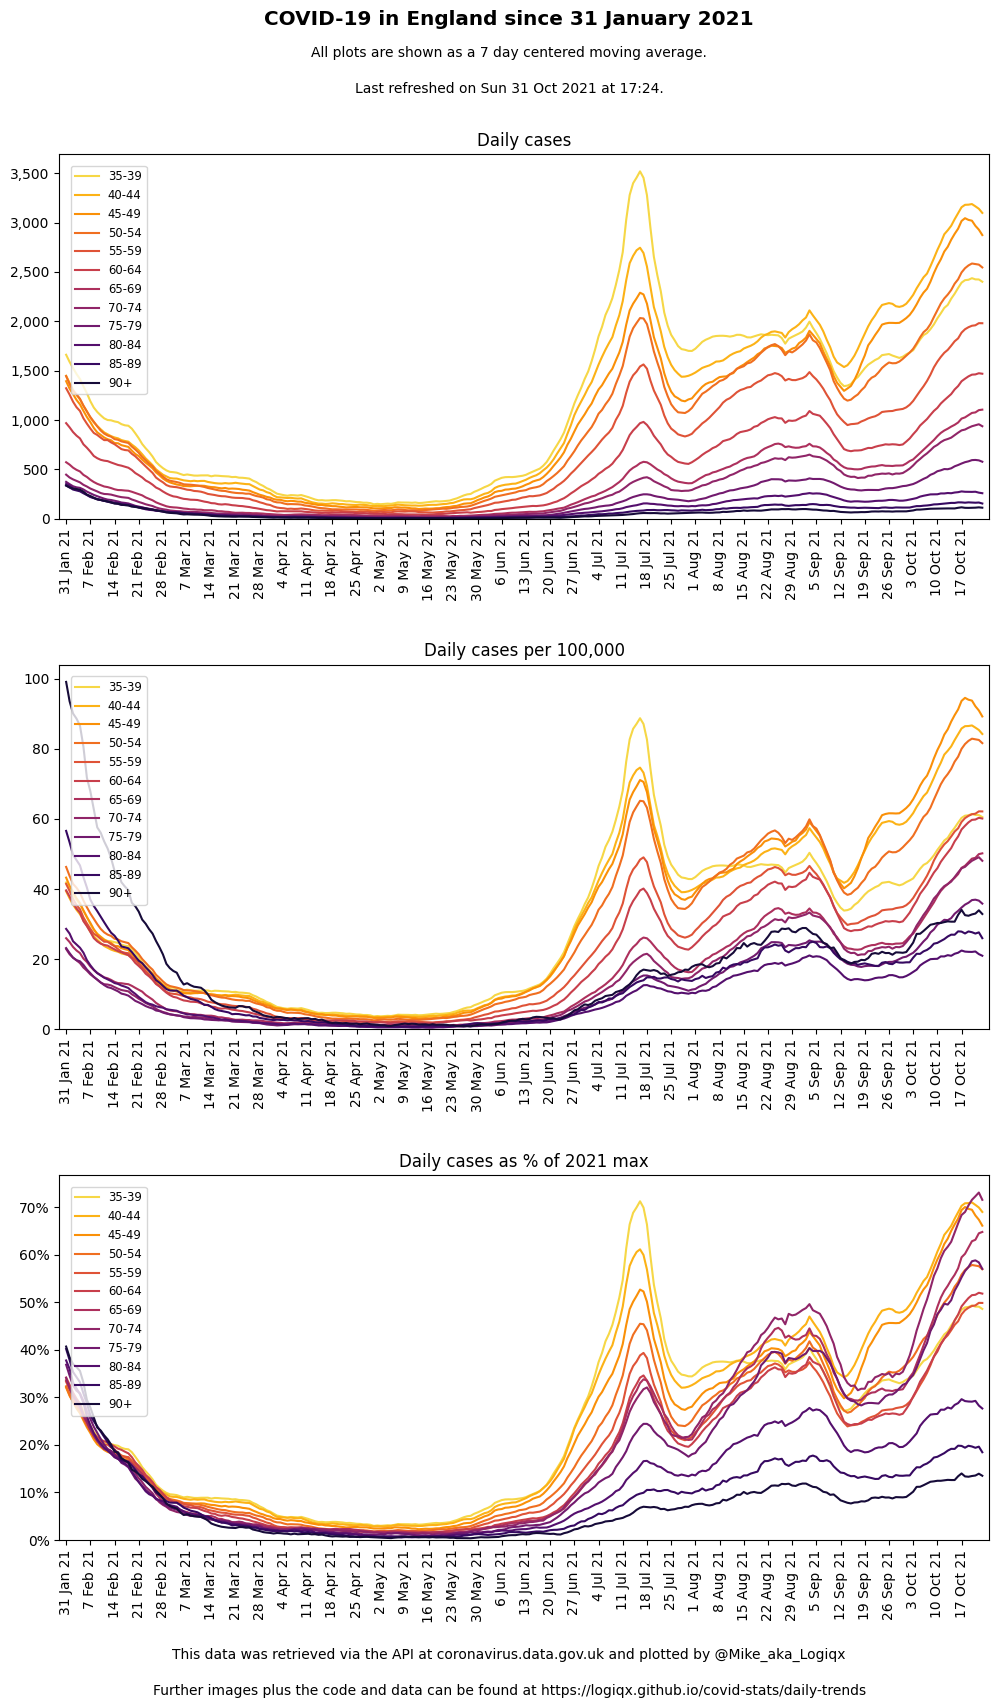 COVID-19 in England since 31 January 2021
All plots are shown as a 7 day centered moving average.
Last refreshed on Sun 31 Oct 2021 at 17:24.
Daily cases
3,500
3,000
2,500
2,000
1,500
1,000
500
0
35-39
40-44
45-49
50-54
55-59
60-64
65-69
70-74
75-79
80-84
85-89
90+
31 Jan 21
7 Feb 21
14 Feb 21
21 Feb 21
28 Feb 21
7 Mar 21
14 Mar 21
21 Mar 21
28 Mar 21
4 Apr 21
11 Apr 21
18 Apr 21
25 Apr 21
2 May 21
9 May 21
16 May 21
23 May 21
30 May 21
6 Jun 21
13 Jun 21
20 Jun 21
27 Jun 21
4 Jul 21
11 Jul 21
18 Jul 21
25 Jul 21
1 Aug 21
8 Aug 21
15 Aug 21
22 Aug 21
29 Aug 21
5 Sep 21
12 Sep 21
19 Sep 21
26 Sep 21
3 Oct 21
10 Oct 21
17 Oct 21
Daily cases per 100,000
100
80
60
40
20
0
35-39
40-44
45-49
50-54
55-59
60-64
65-69
70-74
75-79
80-84
85-89
90+
31 Jan 21
7 Feb 21
14 Feb 21
21 Feb 21
28 Feb 21
7 Mar 21
14 Mar 21
21 Mar 21
28 Mar 21
4 Apr 21
11 Apr 21
18 Apr 21
25 Apr 21
2 May 21
9 May 21
16 May 21
23 May 21
30 May 21
6 Jun 21
13 Jun 21
20 Jun 21
27 Jun 21
4 Jul 21
11 Jul 21
18 Jul 21
25 Jul 21
1 Aug 21
8 Aug 21
15 Aug 21
22 Aug 21
29 Aug 21
5 Sep 21
12 Sep 21
19 Sep 21
26 Sep 21
3 Oct 21
10 Oct 21
17 Oct 21
Daily cases as % of 2021 max
70%
60%
50%
40%
30%
20%
10%
0%
35-39
40-44
45-49
50-54
55-59
60-64
65-69
70-74
75-79
80-84
85-89
90+
31 Jan 21
7 Feb 21
14 Feb 21
21 Feb 21
28 Feb 21
7 Mar 21
14 Mar 21
21 Mar 21
28 Mar 21
4 Apr 21
11 Apr 21
18 Apr 21
25 Apr 21
2 May 21
9 May 21
16 May 21
23 May 21
30 May 21
6 Jun 21
13 Jun 21
20 Jun 21
27 Jun 21
4 Jul 21
11 Jul 21
18 Jul 21
25 Jul 21
1 Aug 21
8 Aug 21
15 Aug 21
22 Aug 21
29 Aug 21
5 Sep 21
12 Sep 21
19 Sep 21
26 Sep 21
3 Oct 21
10 Oct 21
17 Oct 21
This data was retrieved via the API at coronavirus.data.gov.uk and plotted by @Mike_aka_Logiqx
Further images plus the code and data can be found at https://logiqx.github.io/covid-stats/daily-trends